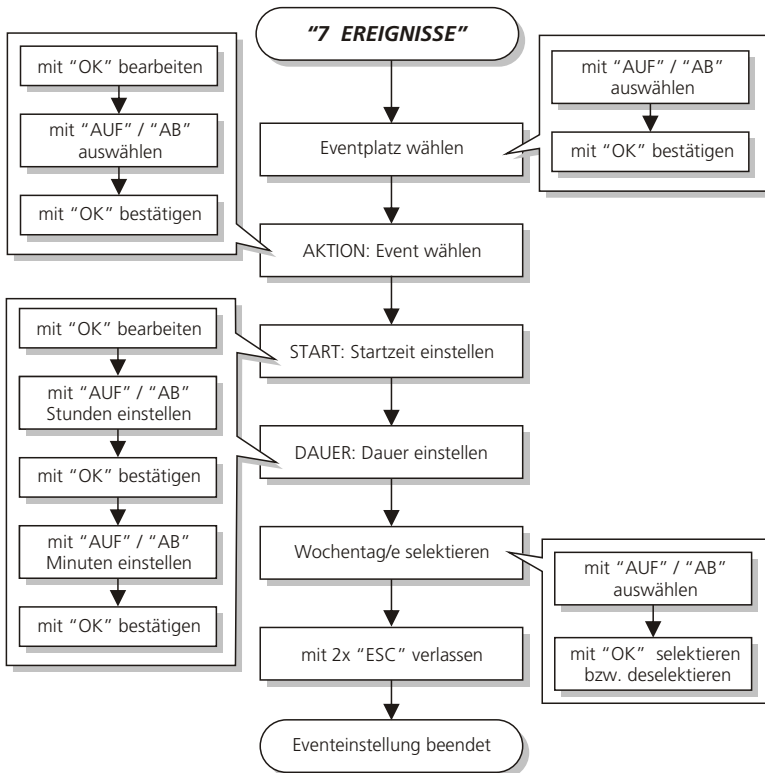 “7 EREIGNISSE”
mit “OK” bearbeiten
mit “AUF” / “AB”
auswählen
mit “OK” bestätigen
mit “AUF” / “AB”
auswählen
mit “OK” bestätigen
Eventplatz wählen
AKTION: Event wählen
mit “OK” bearbeiten
mit “AUF” / “AB”
Stunden einstellen
mit “OK” bestätigen
mit “AUF” / “AB”
Minuten einstellen
mit “OK” bestätigen
START: Startzeit einstellen
DAUER: Dauer einstellen
Wochentag/e selektieren
mit “AUF” / “AB”
auswählen
mit “OK” selektieren
bzw. deselektieren
mit 2x “ESC” verlassen
Eventeinstellung beendet